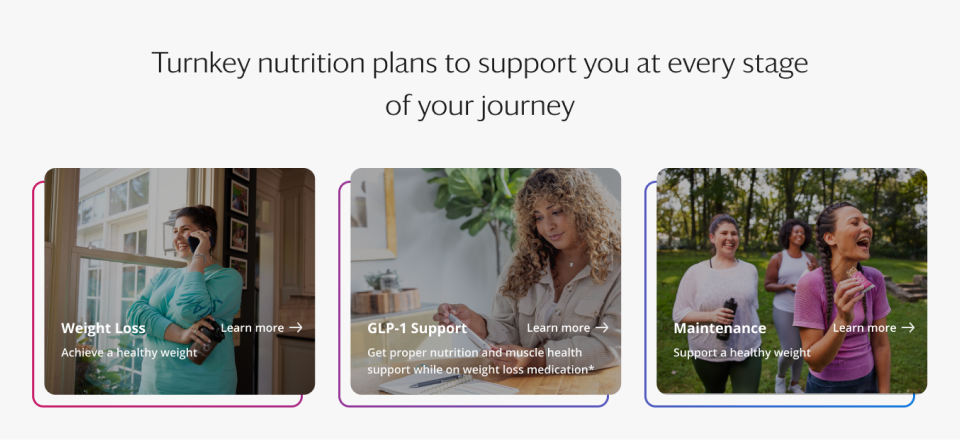 Turnkey nutrition plans to support you at every stage
of your journey
Weight Loss
Learn more →
Achieve a healthy weight
GLP-1 Support
Learn more →
Get proper nutrition and muscle health
support while on weight loss medication*
Maintenance
Learn more →
Support a healthy weight